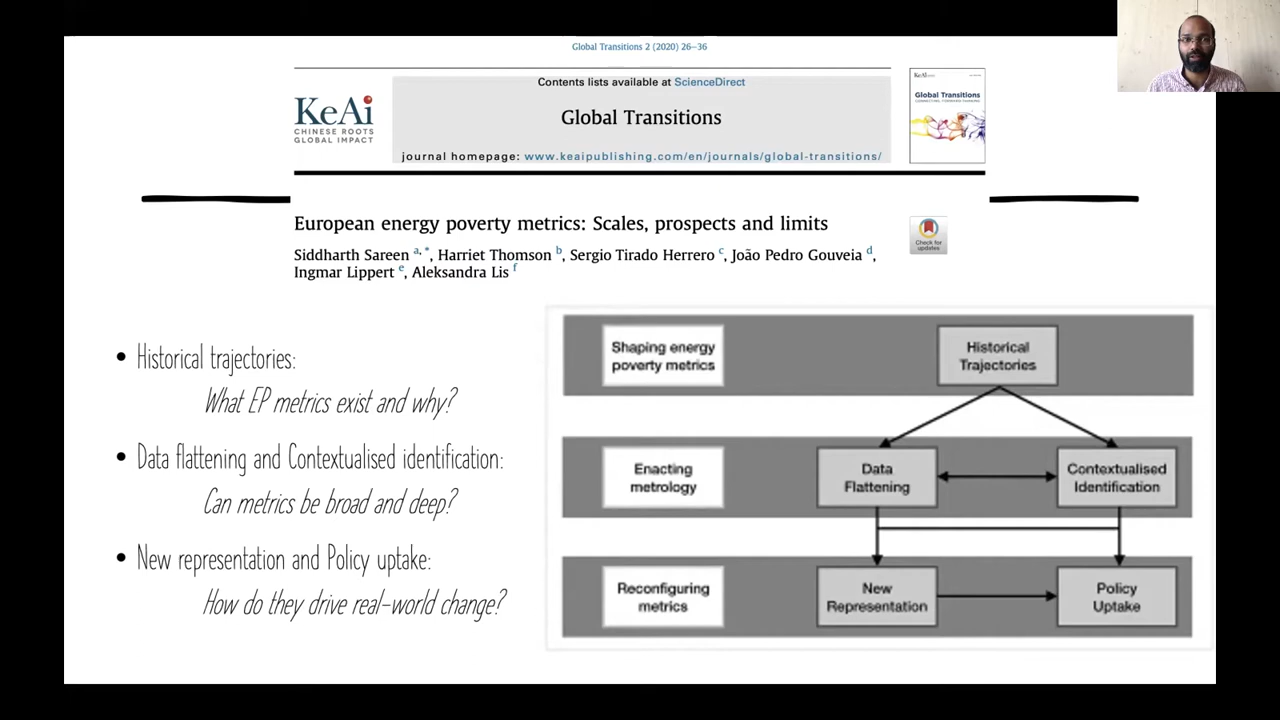 Global Transitions 2 (2020) 26–36
Contents lists available at ScienceDirect
KeAi
CHINESE ROOTS
GLOBAL IMPACT
Global Transitions
journal homepage: www.keaipublishing.com/en/journals/global-transitions/
KeAi
Global Transitions
European energy poverty metrics: Scales, prospects and limits
Siddharth Sareen a, *, Harriet Thomson b, Sergio Tirado Herrero c, João Pedro Gouveia d,
Ingmar Lippert e, Aleksandra Lis f
Check for
updates
• Historical trajectories:
What EP metrics exist and why?
• Data flattening and Contextualised identification:
Can metrics be broad and deep?
• New representation and Policy uptake:
How do they drive real-world change?
Shaping energy
poverty metrics
Historical
Trajectories
Enacting
metrology
Data
Flattening
Contextualised
Identification
Reconfiguring
metrics
New
Representation
Policy
Uptake